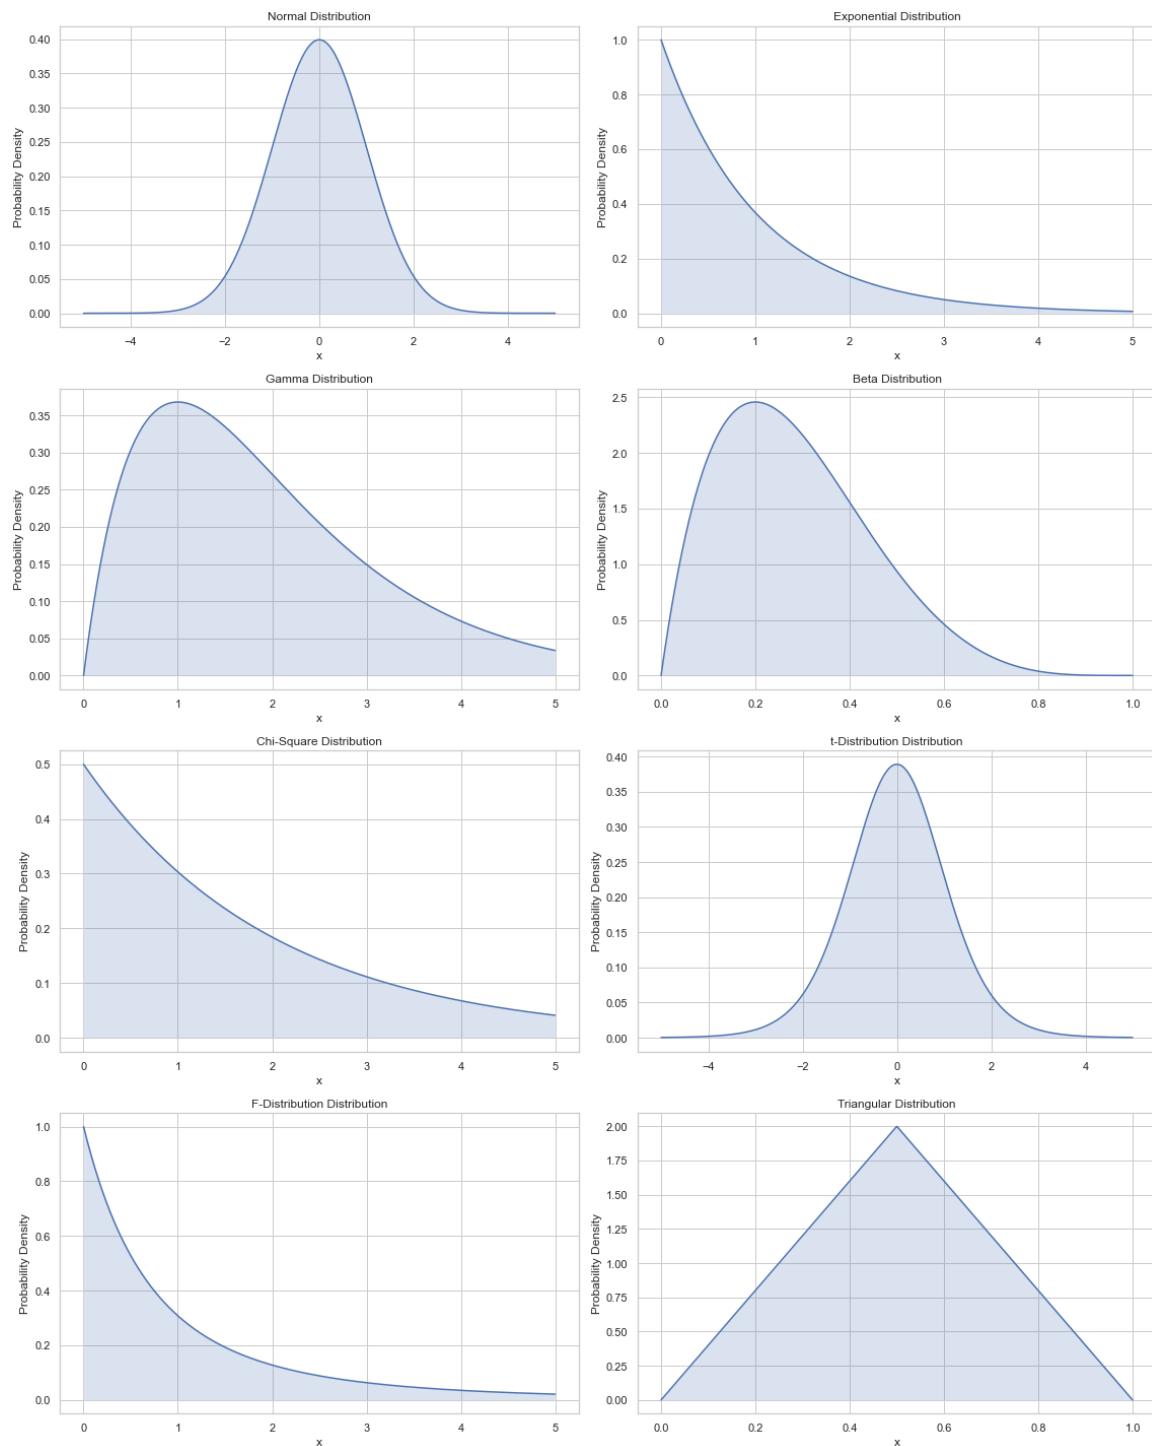 Normal Distribution
Probability Density
0.40
0.35
0.30
0.25
0.20
0.15
0.10
0.05
0.00
−4 −2 0 2 4
x
Exponential Distribution
Probability Density
1.0
0.8
0.6
0.4
0.2
0.0
0 1 2 3 4 5
x
Gamma Distribution
Probability Density
0.35
0.30
0.25
0.20
0.15
0.10
0.05
0.00
0 1 2 3 4 5
x
Beta Distribution
Probability Density
2.5
2.0
1.5
1.0
0.5
0.0
0.0 0.2 0.4 0.6 0.8 1.0
x
Chi-Square Distribution
Probability Density
0.5
0.4
0.3
0.2
0.1
0.0
0 1 2 3 4 5
x
t-Distribution Distribution
Probability Density
0.40
0.35
0.30
0.25
0.20
0.15
0.10
0.05
0.00
−4 −2 0 2 4
x
F-Distribution Distribution
Probability Density
1.0
0.8
0.6
0.4
0.2
0.0
0 1 2 3 4 5
x
Triangular Distribution
Probability Density
2.00
1.75
1.50
1.25
1.00
0.75
0.50
0.25
0.00
0.0 0.2 0.4 0.6 0.8 1.0
x